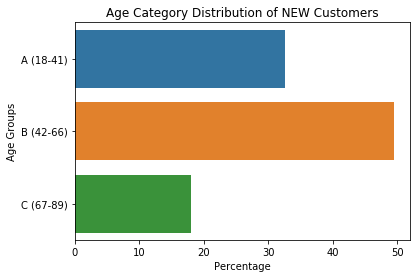 Age Category Distribution of NEW Customers
Age Groups
A (18-41)
B (42-66)
C (67-89)
0 10 20 30 40 50
Percentage